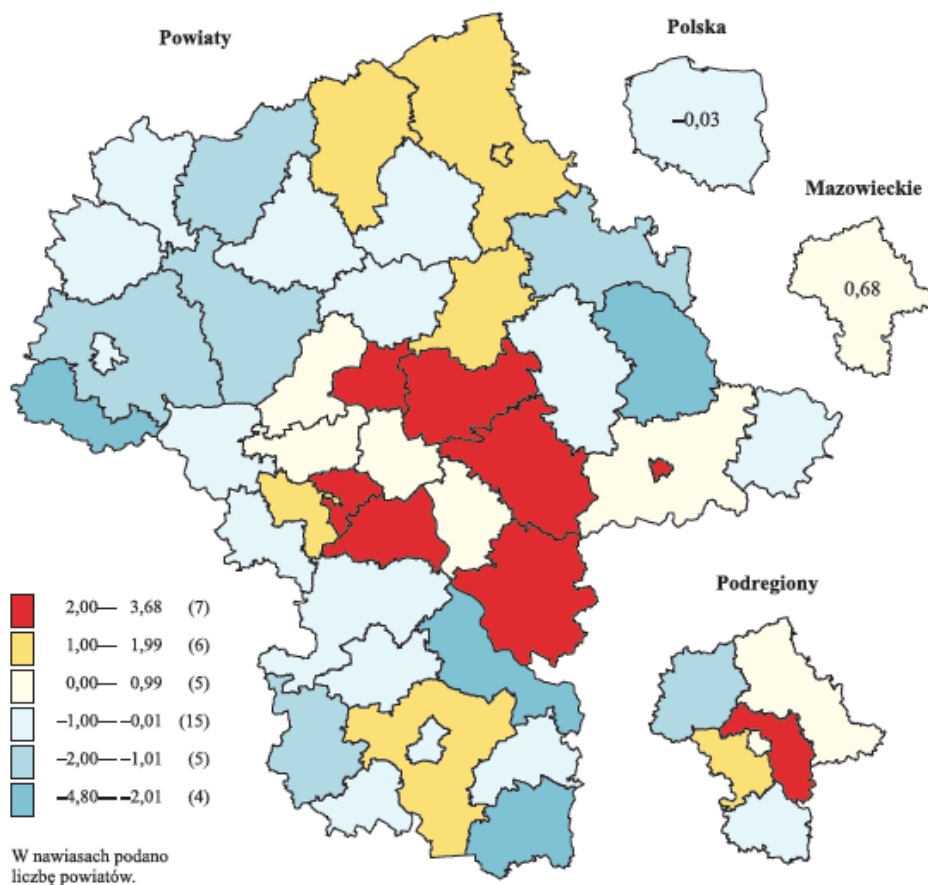 Powiaty
Polska
–0,03
Mazowieckie
0,68
2,00— 3,68 (7)
1,00— 1,99 (6)
0,00— 0,99 (5)
–1,00— –0,01 (15)
–2,00— –1,01 (5)
–4,80— –2,01 (4)
W nawiasach podano
liczbę powiatów.
Podregiony